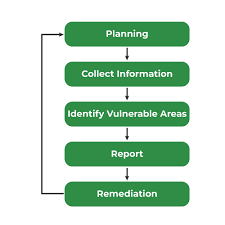 Planning
Collect Information
Identify Vulnerable Areas
Report
Remediation